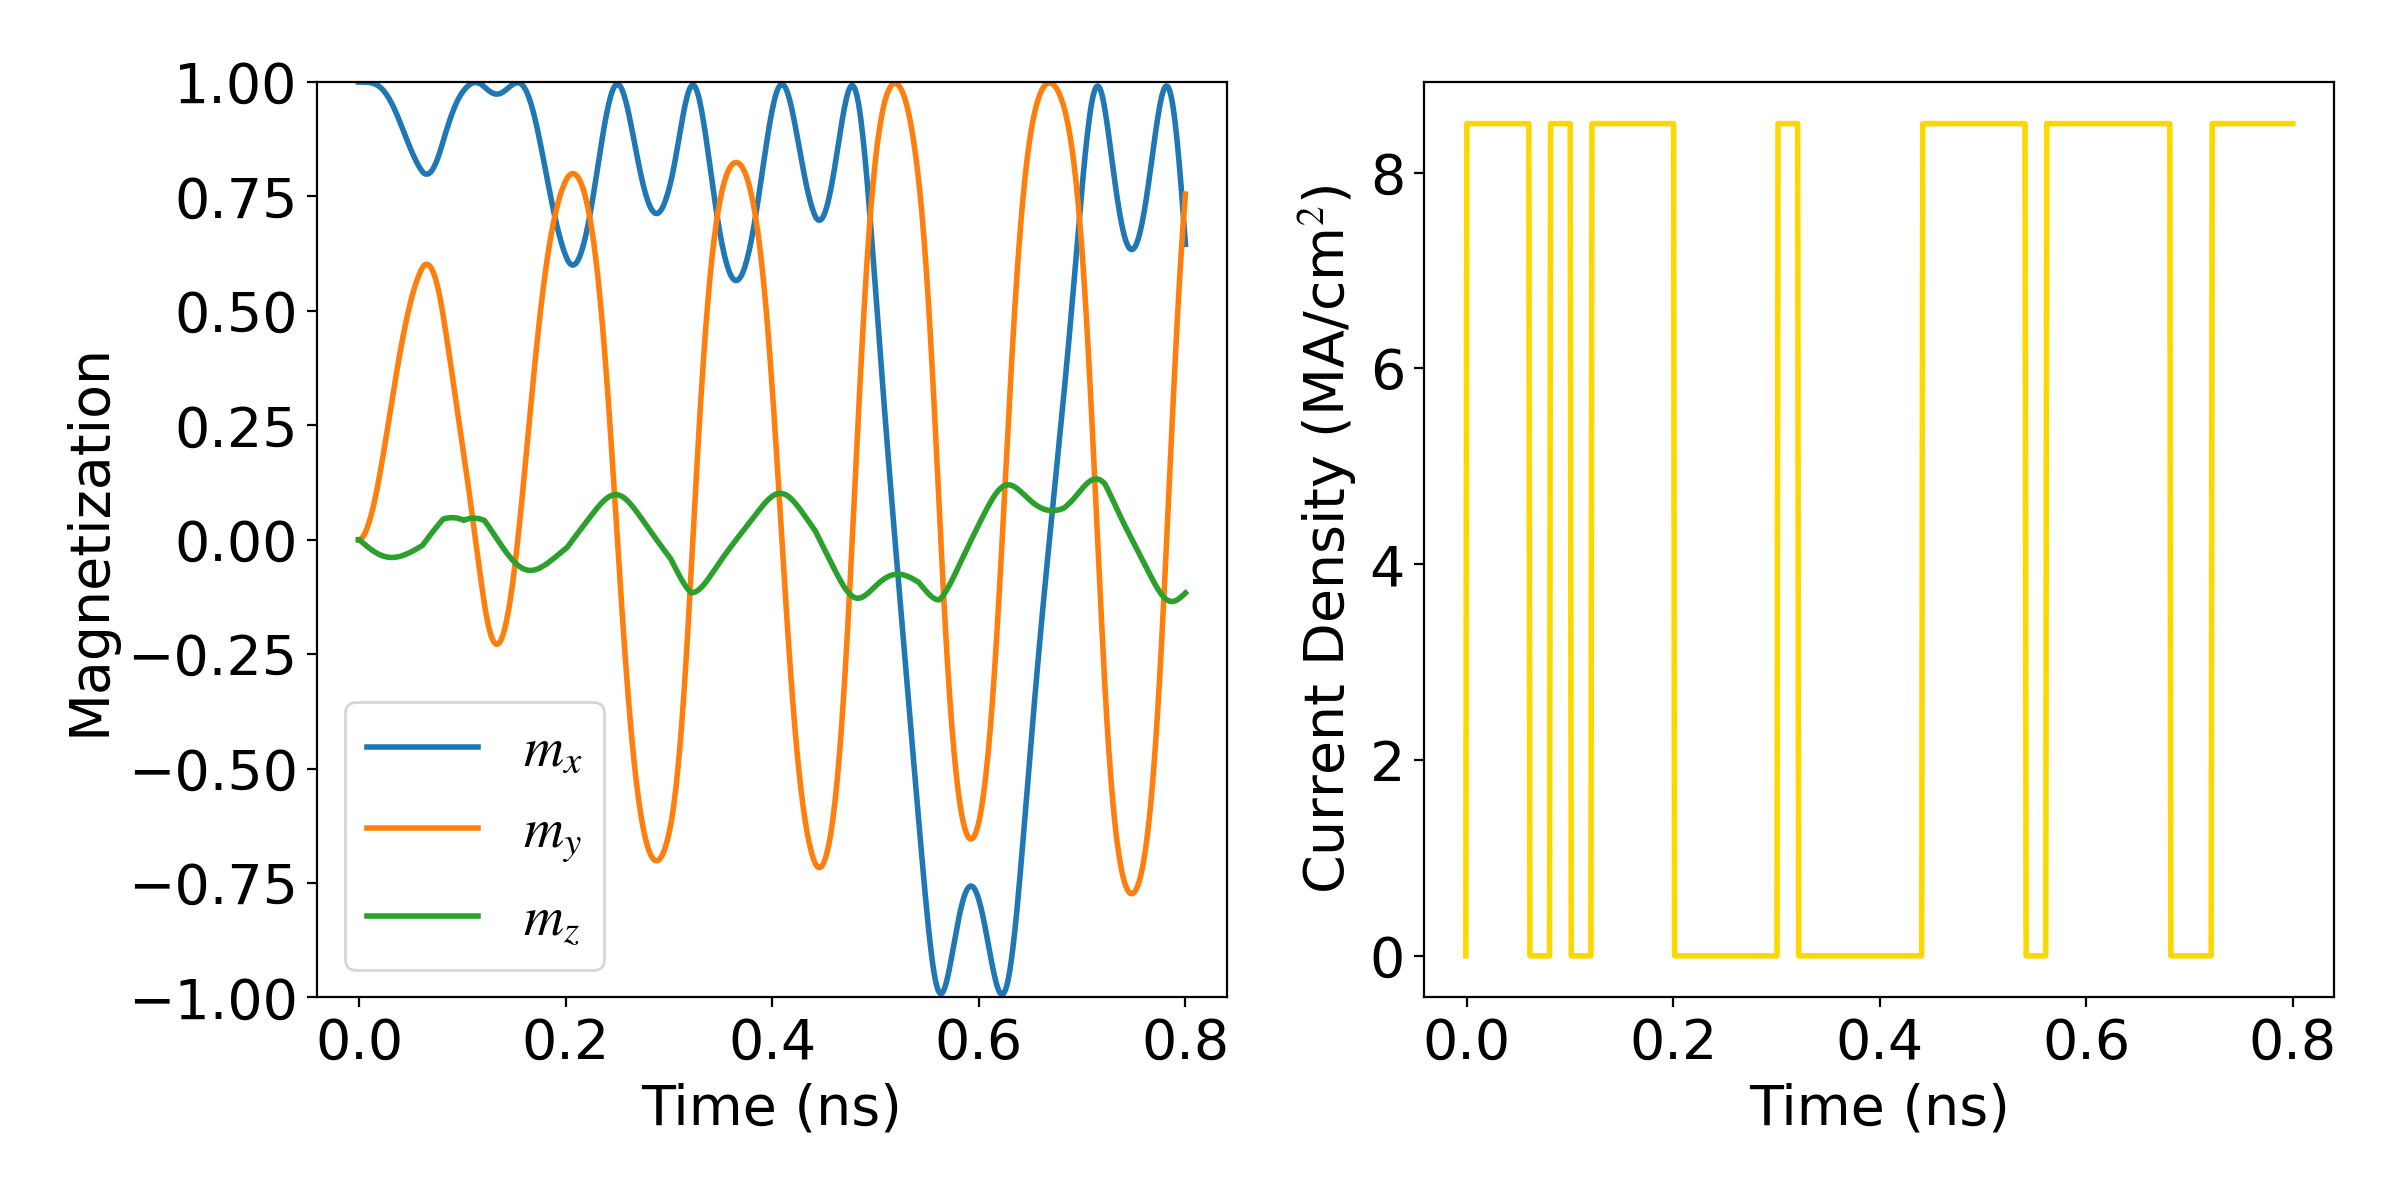 Magnetization
1.00
0.75
0.50
0.25
0.00
−0.25
−0.50
−0.75
−1.00
m_x
m_y
m_z
0.0 0.2 0.4 0.6 0.8
Time (ns)
Current Density (MA/cm²)
8
6
4
2
0
0.0 0.2 0.4 0.6 0.8
Time (ns)